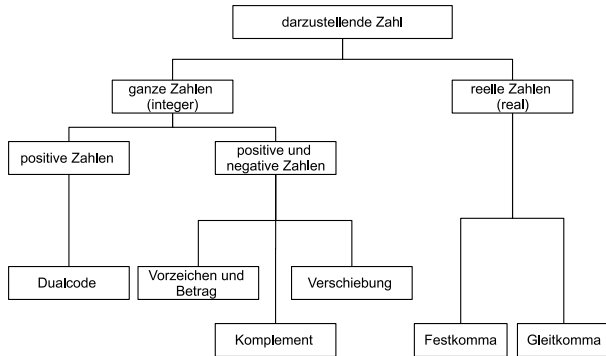 darzustellende Zahl
ganze Zahlen
(integer)
reelle Zahlen
(real)
positive Zahlen
positive und
negative Zahlen
Dualcode
Vorzeichen und
Betrag
Verschiebung
Komplement
Festkomma
Gleitkomma